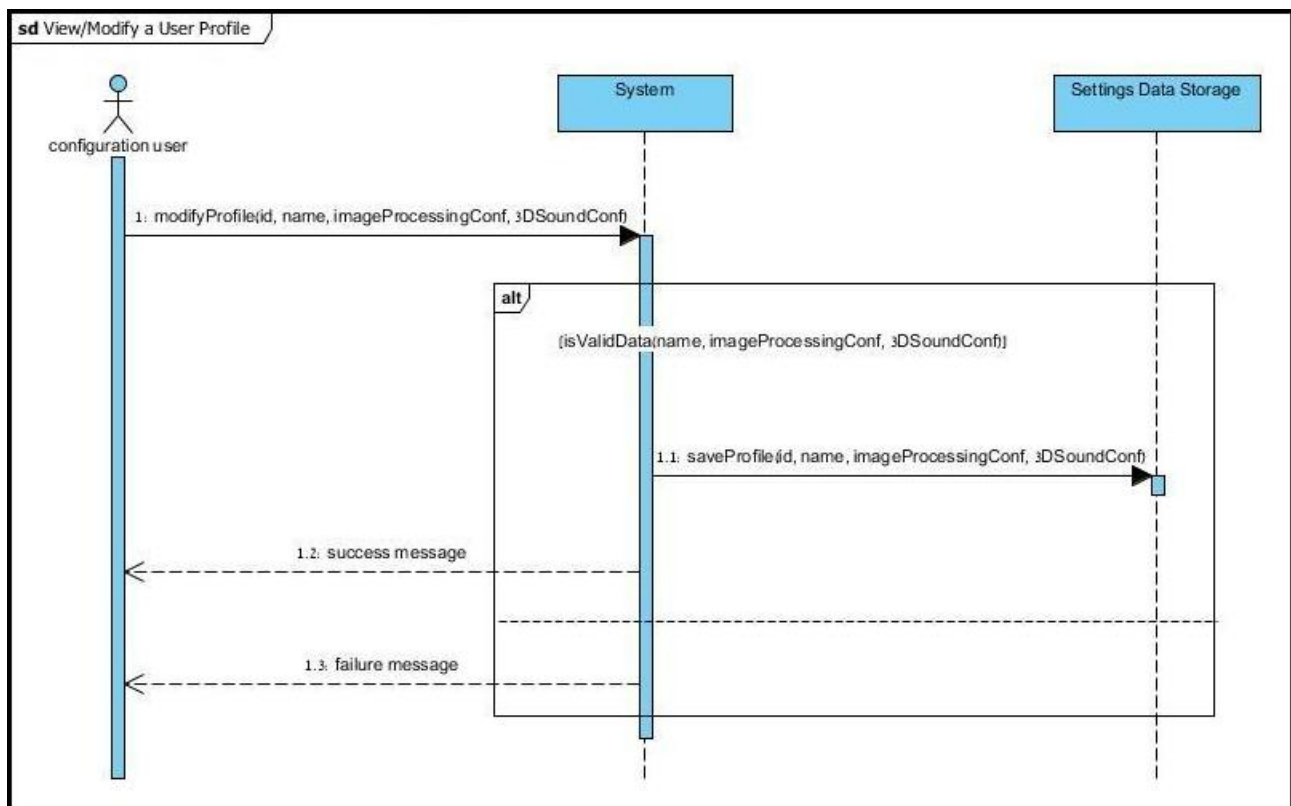 sd View/Modify a User Profile
System
Settings Data Storage
configuration user
1: modifyProfile(id, name, imageProcessingConf, 3DSoundConf)
alt
[isValidData(name, imageProcessingConf, 3DSoundConf)]
1.1: saveProfile(id, name, imageProcessingConf, 3DSoundConf)
1.2: success message
1.3: failure message